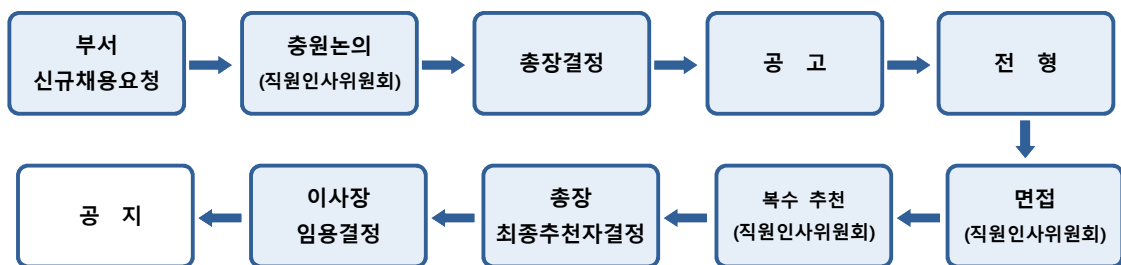 부서
신규채용요청
충원논의
(직원인사위원회)
총장결정
공 고
전 형
면접
(직원인사위원회)
복수 추천
(직원인사위원회)
총장
최종추천자결정
이사장
임용결정
공 지